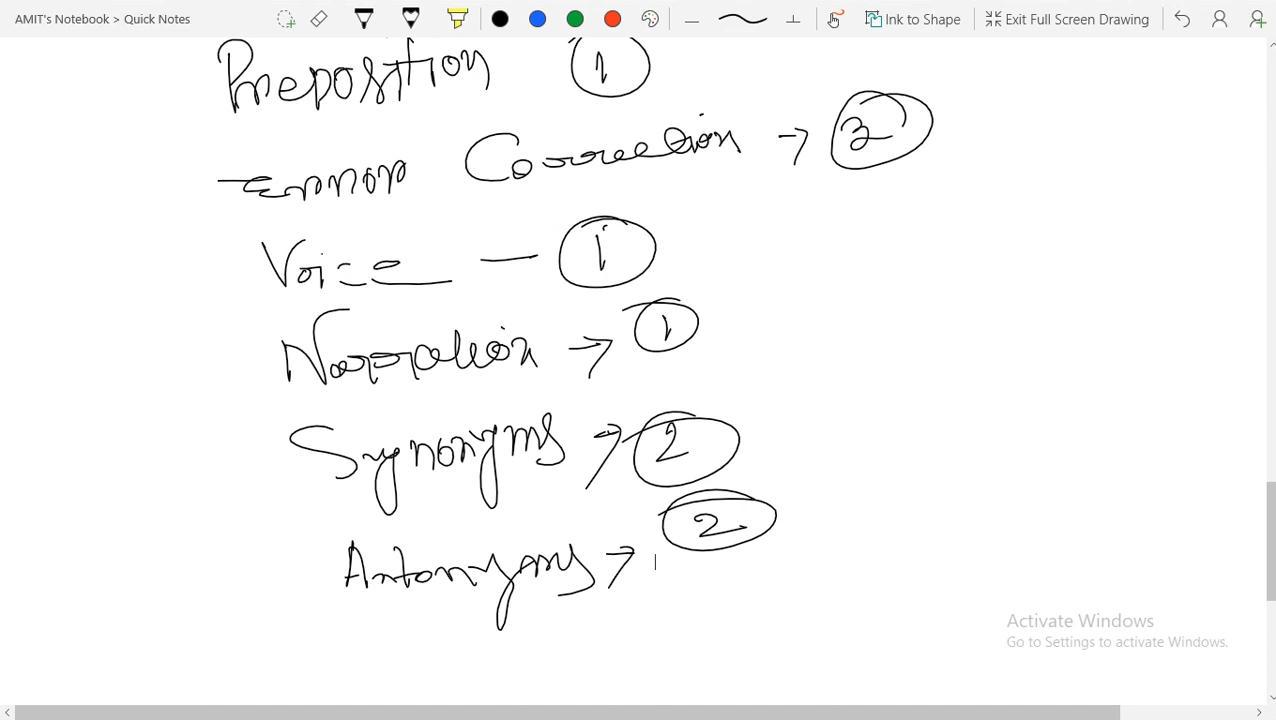 AMIT's Notebook > Quick Notes
Ink to Shape
Exit Full Screen Drawing
Preposition 1
Error Correction → 3
Voice — 1
Narration → 1
Synonyms → 2
Antonyms → 2
Activate Windows
Go to Settings to activate Windows.